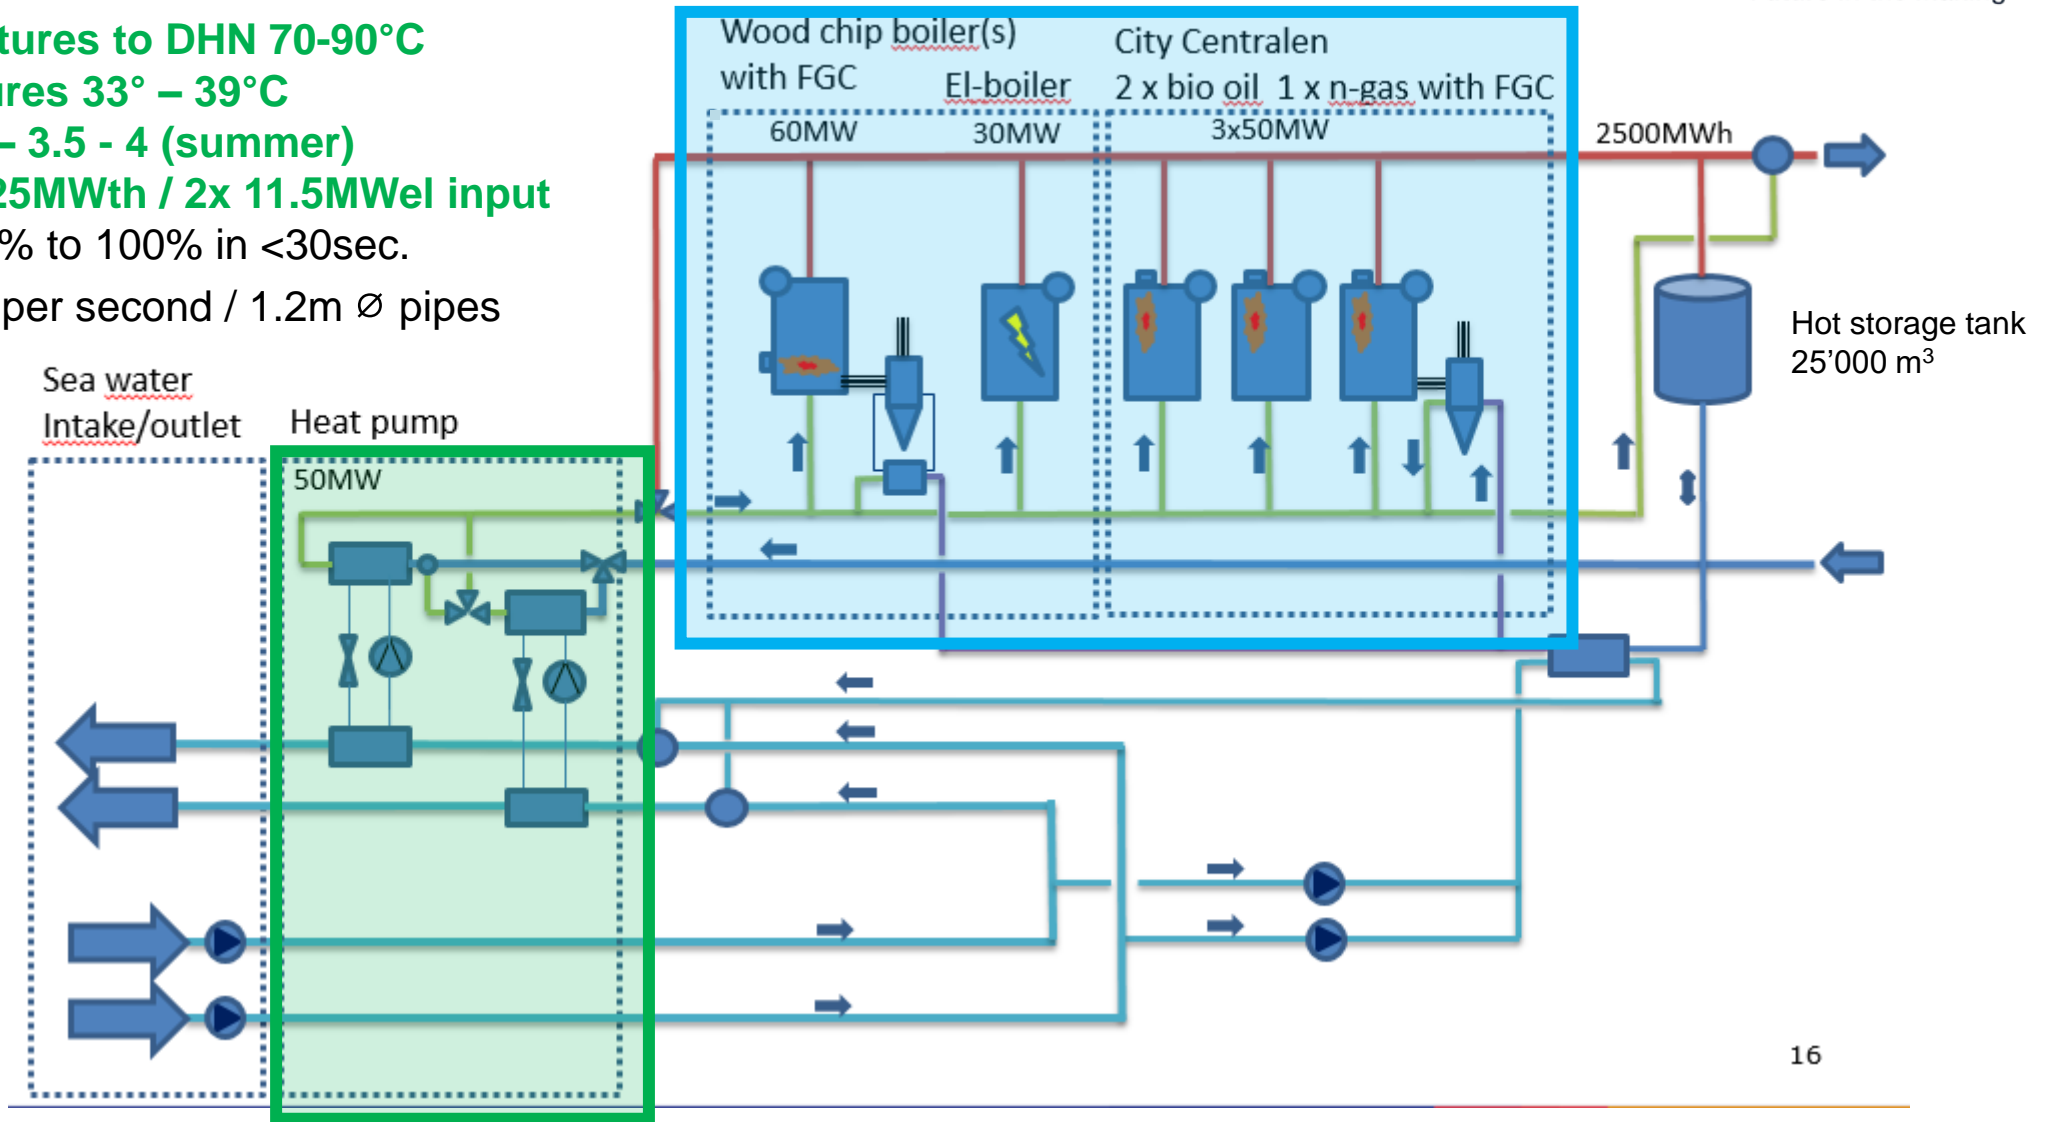 tures to DHN 70-90°C
ures 33° – 39°C
– 3.5 - 4 (summer)
25MWth / 2x 11.5MWel input
% to 100% in <30sec.
per second / 1.2m ∅ pipes
Wood chip boiler(s)
with FGC
El-boiler
City Centralen
2 x bio oil 1 x n-gas with FGC
60MW
30MW
3x50MW
2500MWh
Hot storage tank
25’000 m³
Sea water
Intake/outlet
Heat pump
50MW
16